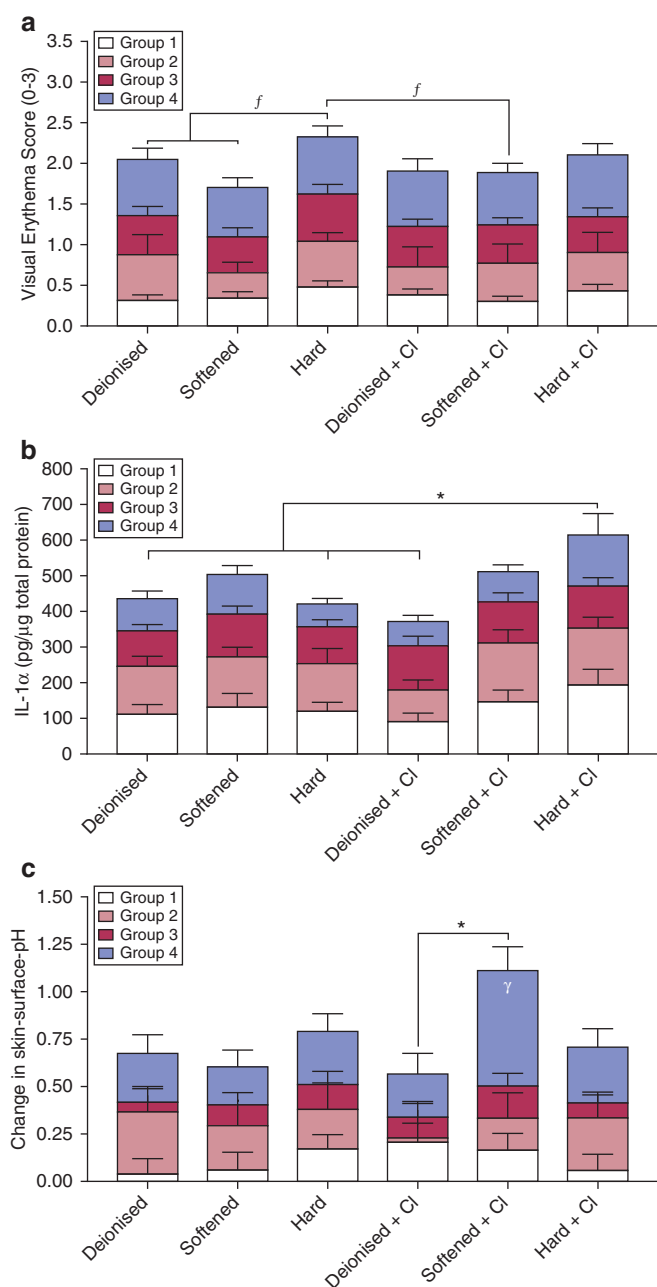 a
Visual Erythema Score (0-3)
3.5
3.0
2.5
2.0
1.5
1.0
0.5
0.0
Group 1
Group 2
Group 3
Group 4
f
f
Deionised
Softened
Hard
Deionised + Cl
Softened + Cl
Hard + Cl
b
IL-1α (pg/μg total protein)
800
700
600
500
400
300
200
100
0
Group 1
Group 2
Group 3
Group 4
*
Deionised
Softened
Hard
Deionised + Cl
Softened + Cl
Hard + Cl
c
Change in skin-surface-pH
1.50
1.25
1.00
0.75
0.50
0.25
0.00
Group 1
Group 2
Group 3
Group 4
*
γ
Deionised
Softened
Hard
Deionised + Cl
Softened + Cl
Hard + Cl